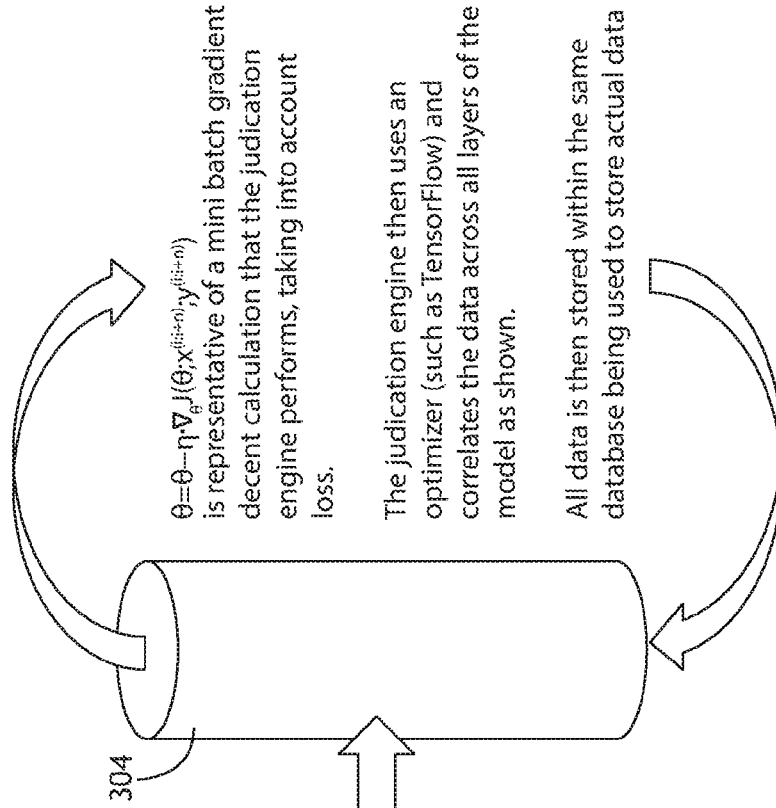 304
θ=θ−η·∇θJ(θ;x(i:i+n);y(i:i+n))
is representative of a mini batch gradient
decent calculation that the judication
engine performs, taking into account
loss.
The judication engine then uses an
optimizer (such as TensorFlow) and
correlates the data across all layers of the
model as shown.
All data is then stored within the same
database being used to store actual data